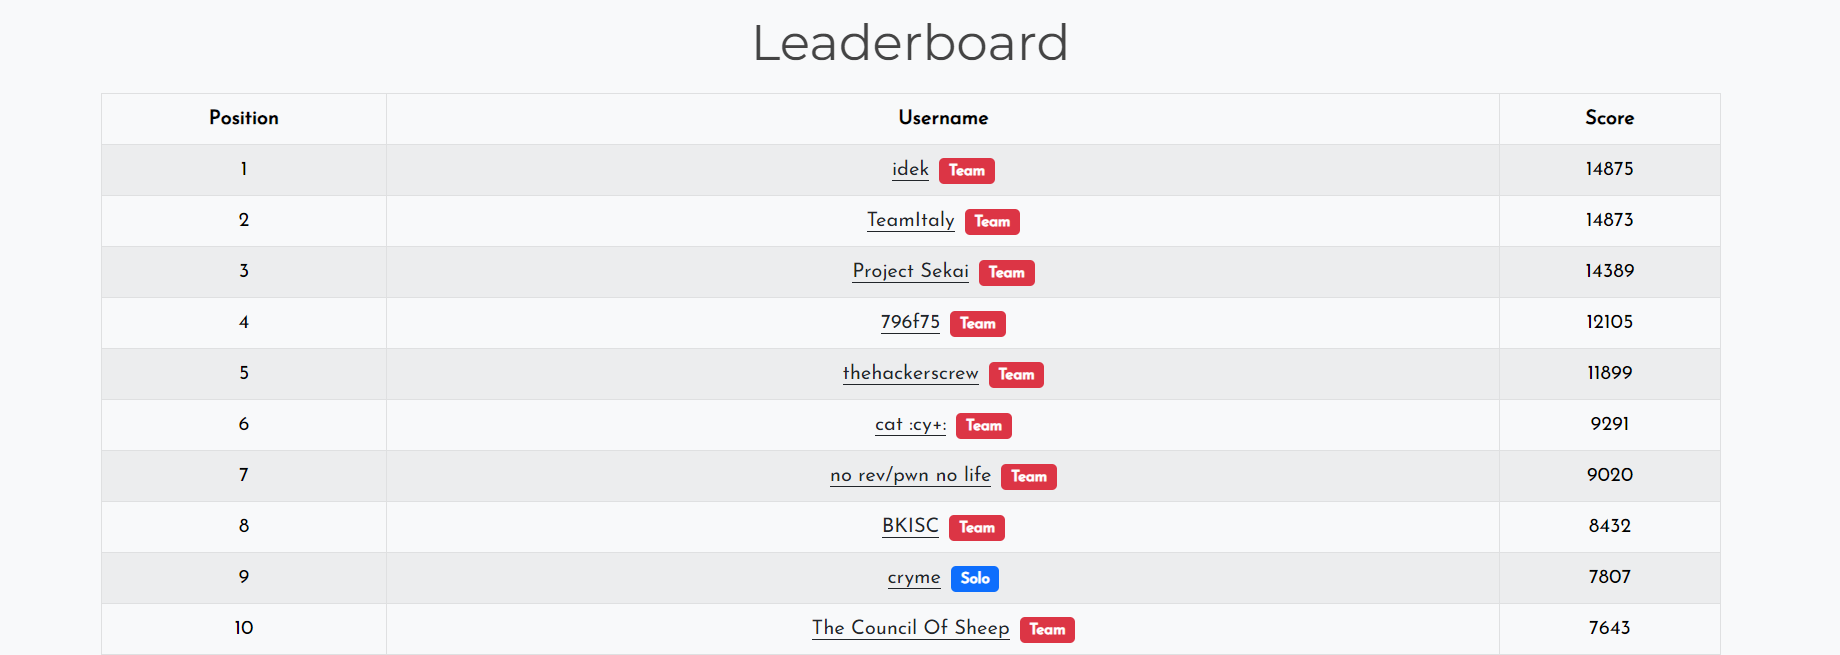 Leaderboard
Position Username Score
1 idek Team 14875
2 TeamItaly Team 14873
3 Project Sekai Team 14389
4 796f75 Team 12105
5 thehackerscrew Team 11899
6 cat :cy+: Team 9291
7 no rev/pwn no life Team 9020
8 BKISC Team 8432
9 cryme Solo 7807
10 The Council Of Sheep Team 7643